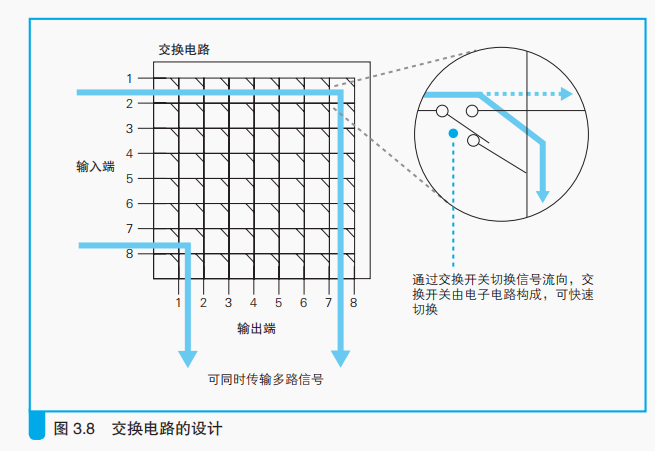 交换电路
1
2
3
4
输入端
5
6
7
8
1 2 3 4 5 6 7 8
输出端
可同时传输多路信号
通过交换开关切换信号流向，交
换开关由电子电路构成，可快速
切换
图 3.8 交换电路的设计